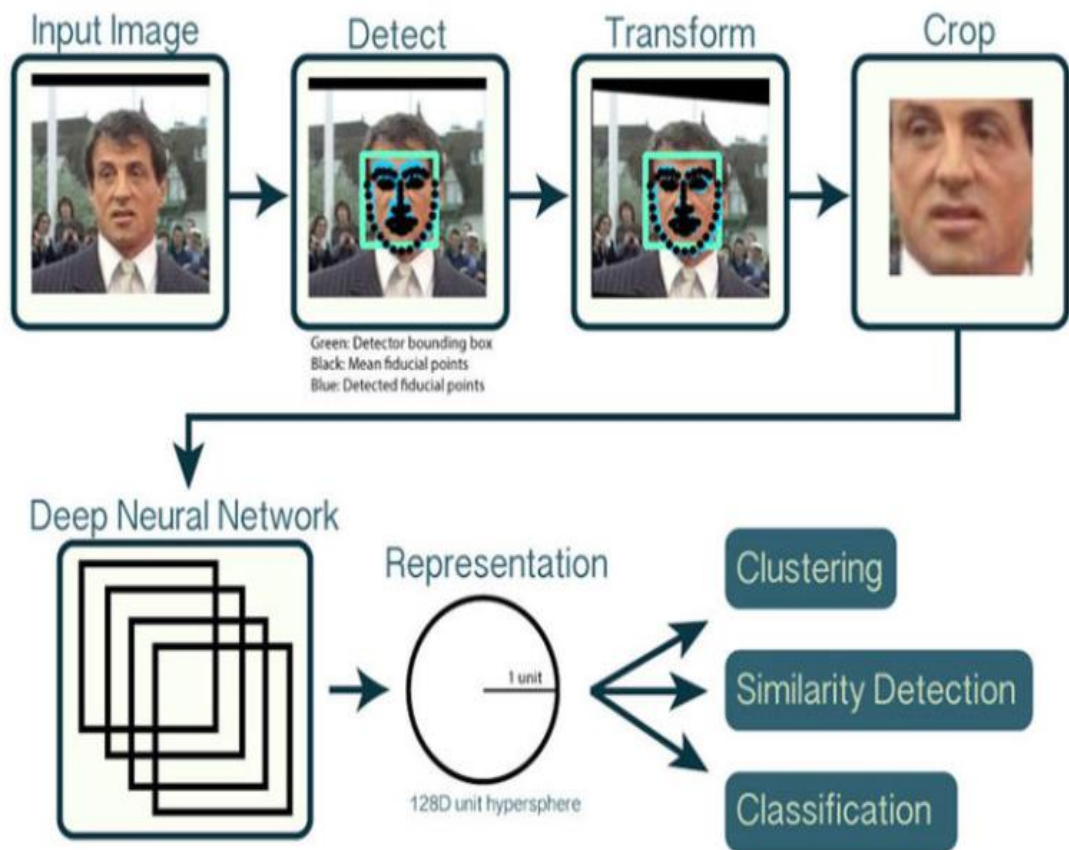 Input Image
Detect
Transform
Crop
Green: Detector bounding box
Black: Mean fiducial points
Blue: Detected fiducial points
Deep Neural Network
Representation
1 unit
128D unit hypersphere
Clustering
Similarity Detection
Classification